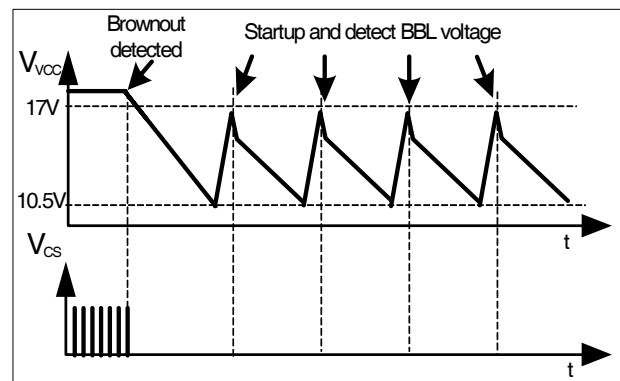 Brownout
detected
Startup and detect BBL voltage
VVCC
17V
10.5V
t
VCS
t